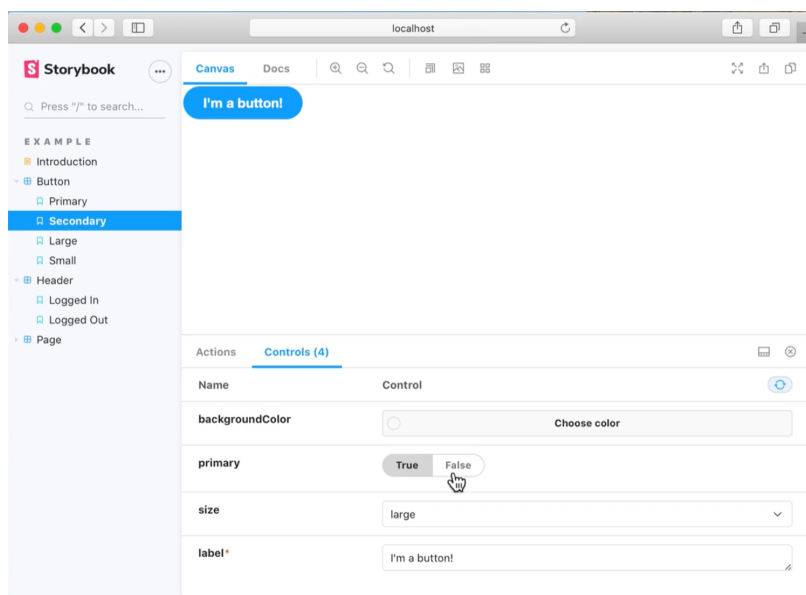 localhost
Storybook
Press "/" to search...
EXAMPLE
Introduction
Button
Primary
Secondary
Large
Small
Header
Logged In
Logged Out
Page
Canvas
Docs
I'm a button!
Actions
Controls (4)
Name
Control
backgroundColor
Choose color
primary
True
False
size
large
label*
I'm a button!